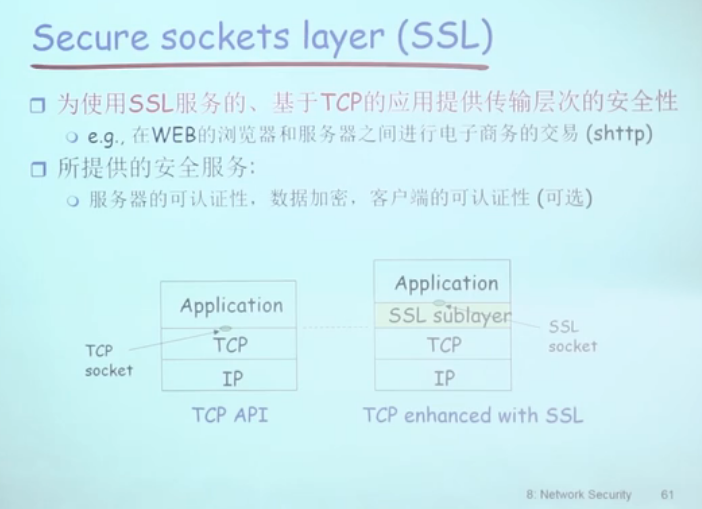 Secure sockets layer (SSL)
为使用SSL服务的、基于TCP的应用提供传输层次的安全性
e.g., 在WEB的浏览器和服务器之间进行电子商务的交易 (shttp)
所提供的安全服务:
服务器的可认证性，数据加密，客户端的可认证性 (可选)
Application
TCP
IP
TCP socket
TCP API
Application
SSL sublayer
TCP
IP
SSL socket
TCP enhanced with SSL
8: Network Security 61